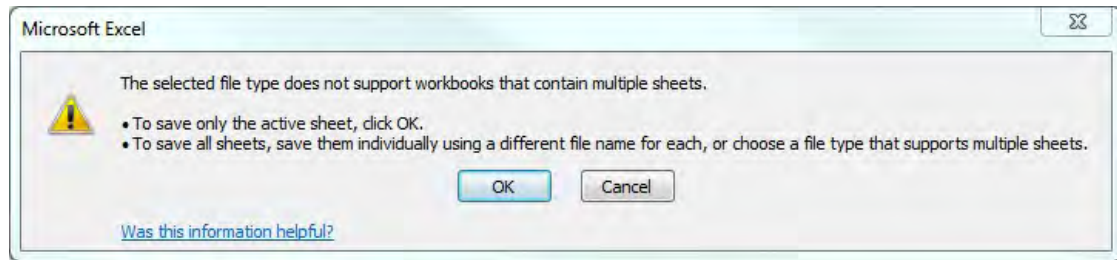 Microsoft Excel
The selected file type does not support workbooks that contain multiple sheets.
• To save only the active sheet, click OK.
• To save all sheets, save them individually using a different file name for each, or choose a file type that supports multiple sheets.
OK Cancel
Was this information helpful?